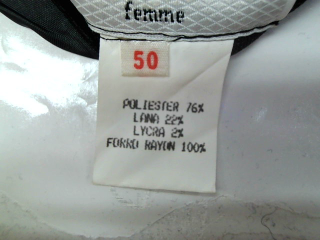 femme
50
POLIESTER 76%
LANA 22%
LYCRA 2%
FORRO RAYON 100%